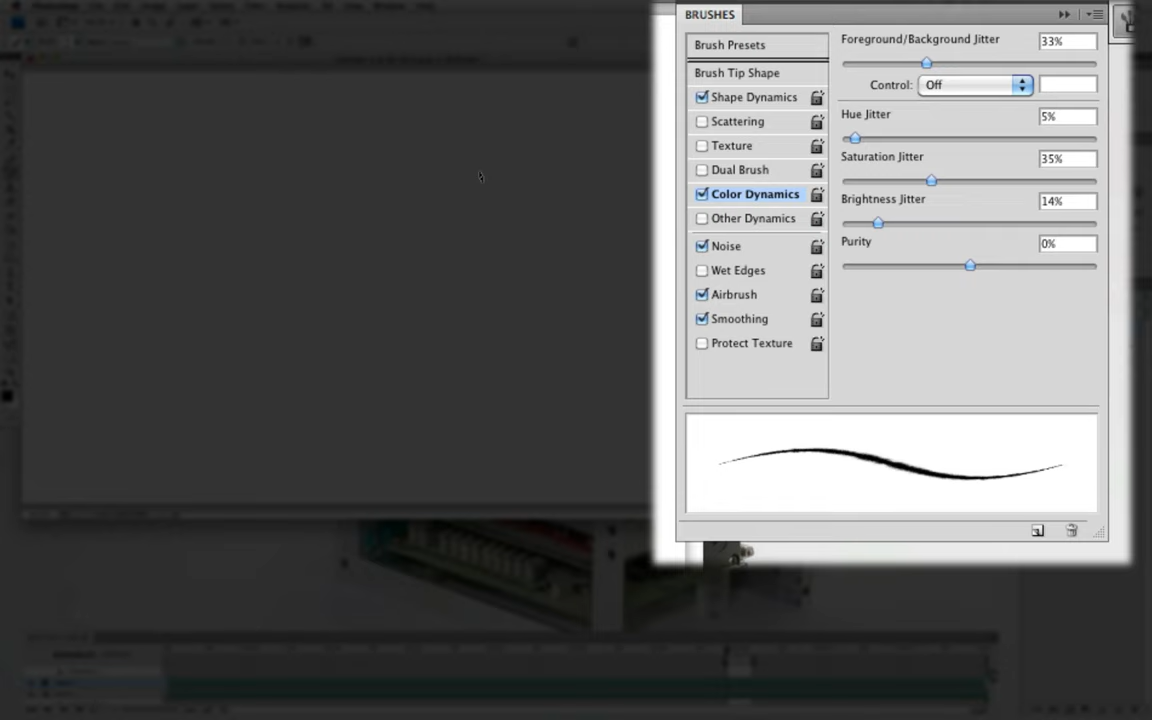 BRUSHES
Brush Presets
Brush Tip Shape
Shape Dynamics
Scattering
Texture
Dual Brush
Color Dynamics
Other Dynamics
Noise
Wet Edges
Airbrush
Smoothing
Protect Texture
Foreground/Background Jitter 33%
Control: Off
Hue Jitter 5%
Saturation Jitter 35%
Brightness Jitter 14%
Purity 0%